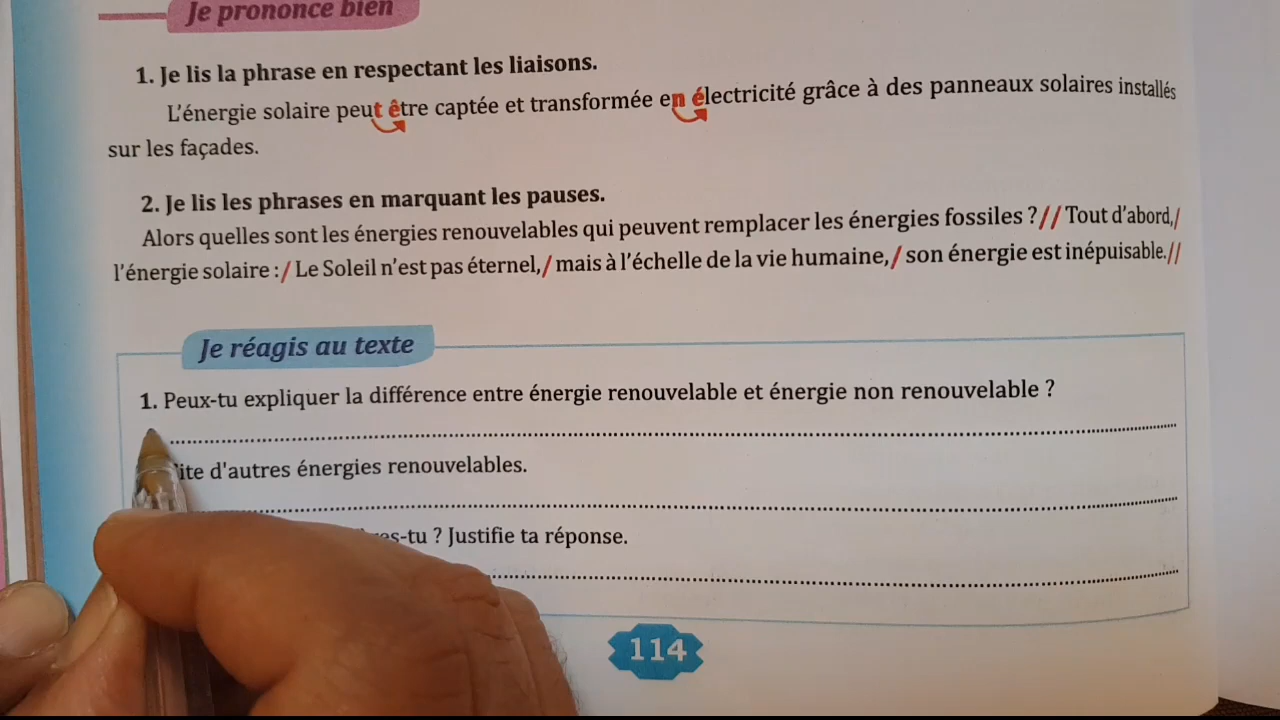 Je prononce bien
1. Je lis la phrase en respectant les liaisons.
L'énergie solaire peut être captée et transformée en électricité grâce à des panneaux solaires installés
sur les façades.
2. Je lis les phrases en marquant les pauses.
Alors quelles sont les énergies renouvelables qui peuvent remplacer les énergies fossiles ?// Tout d'abord,/
l'énergie solaire :/ Le Soleil n'est pas éternel,/ mais à l'échelle de la vie humaine,/ son énergie est inépuisable.//
Je réagis au texte
1. Peux-tu expliquer la différence entre énergie renouvelable et énergie non renouvelable ?
d'autres énergies renouvelables.
-tu ? Justifie ta réponse.
114